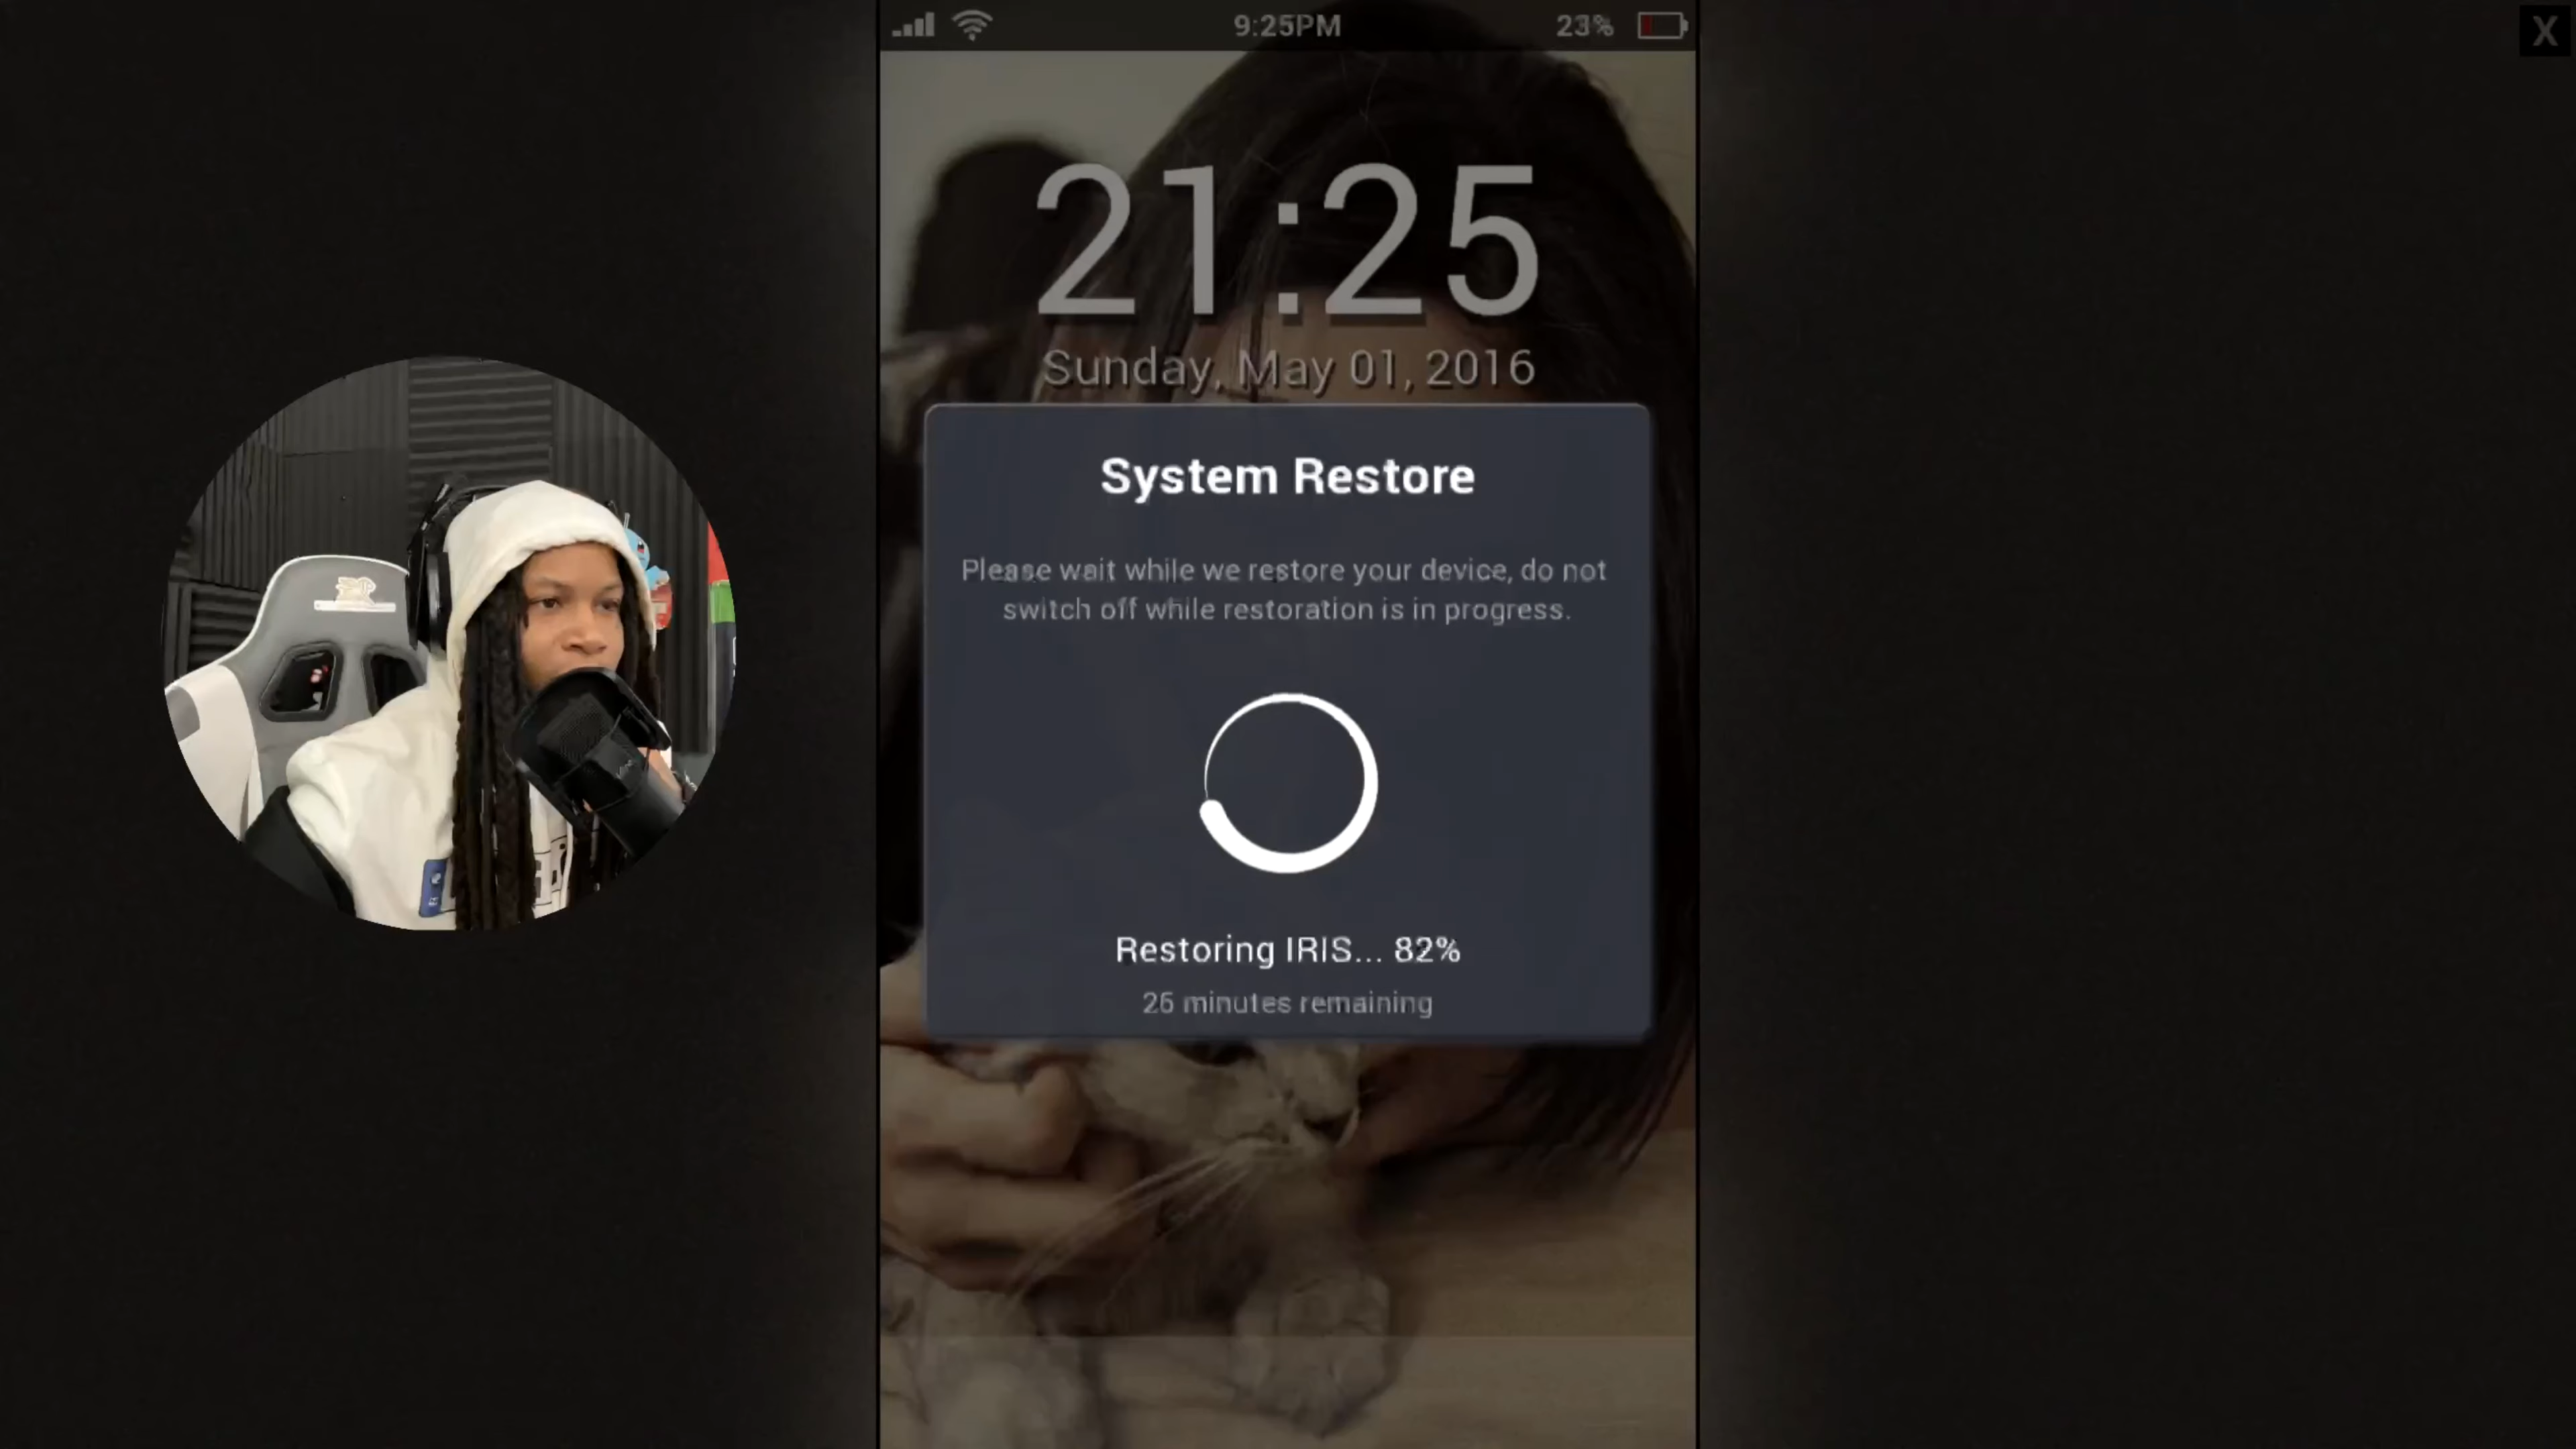 9:25PM
23%
X
21:25
Sunday, May 01, 2016
System Restore
Please wait while we restore your device, do not
switch off while restoration is in progress.
Restoring IRIS... 82%
26 minutes remaining